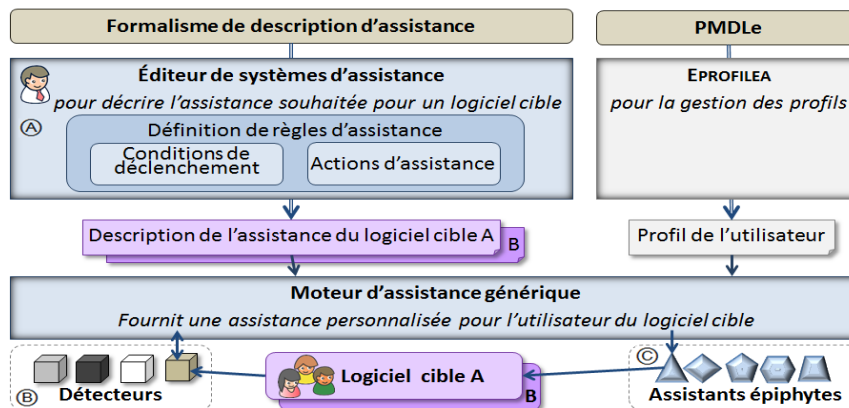 Formalisme de description d'assistance
PMDLe
Éditeur de systèmes d'assistance
pour décrire l'assistance souhaitée pour un logiciel cible
A
Définition de règles d'assistance
Conditions de
déclenchement
Actions d'assistance
EPROFILEA
pour la gestion des profils
Description de l'assistance du logiciel cible A
B
Profil de l'utilisateur
Moteur d'assistance générique
Fournit une assistance personnalisée pour l'utilisateur du logiciel cible
B
Détecteurs
Logiciel cible A
B
C
Assistants épiphytes